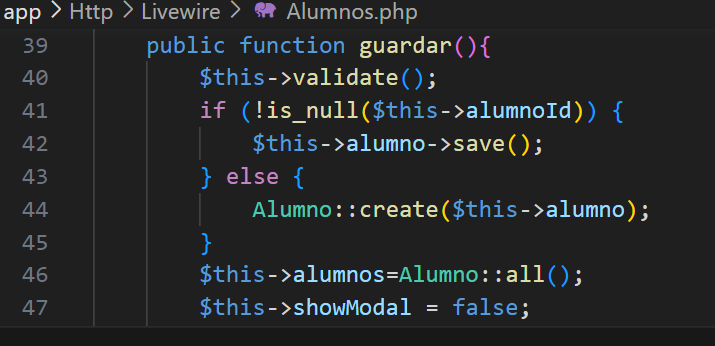 app > Http > Livewire > Alumnos.php
39 public function guardar(){
40 $this->validate();
41 if (!is_null($this->alumnoId)) {
42 $this->alumno->save();
43 } else {
44 Alumno::create($this->alumno);
45 }
46 $this->alumnos=Alumno::all();
47 $this->showModal = false;